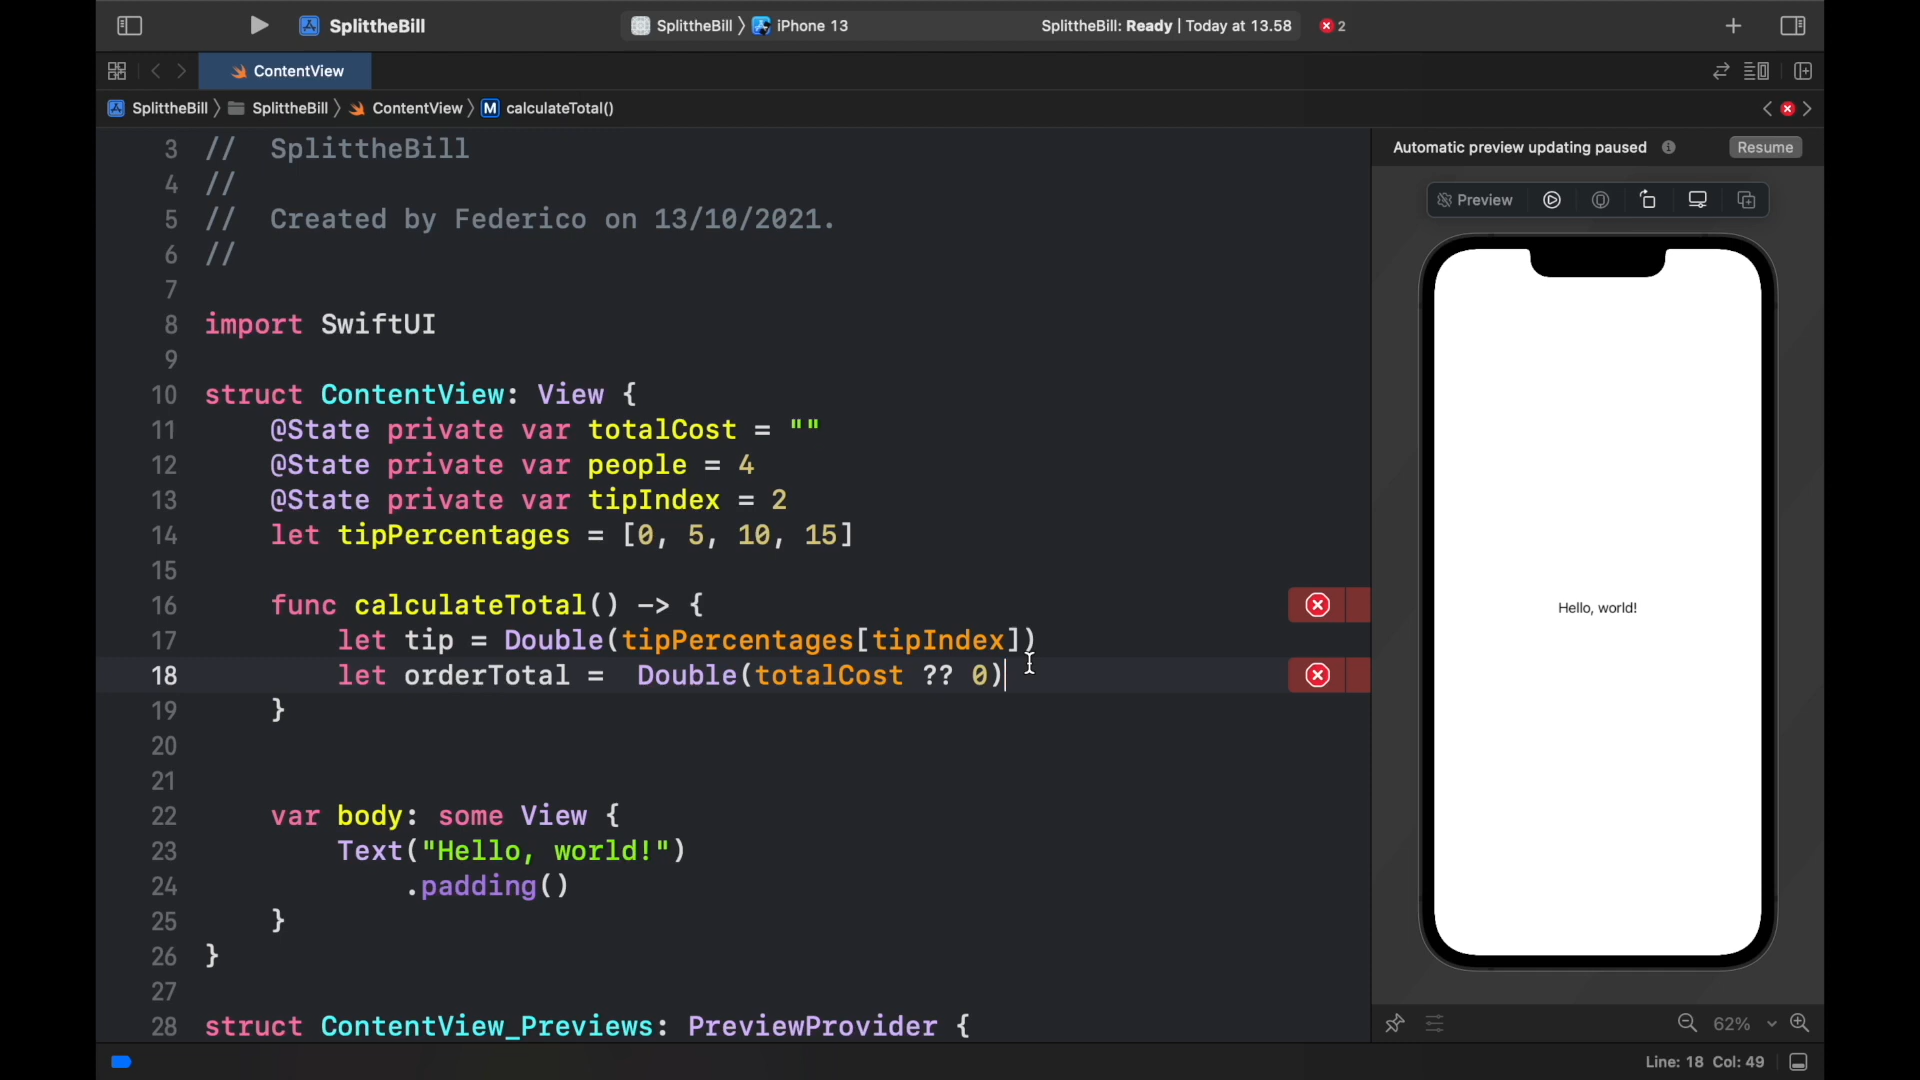 SplittheBill
SplittheBill 〉 iPhone 13
SplittheBill: Ready | Today at 13.58
2
ContentView
SplittheBill 〉 SplittheBill 〉 ContentView 〉 M calculateTotal()
3 //  SplittheBill
4 //
5 //  Created by Federico on 13/10/2021.
6 //
7
8 import SwiftUI
9
10 struct ContentView: View {
11     @State private var totalCost = ""
12     @State private var people = 4
13     @State private var tipIndex = 2
14     let tipPercentages = [0, 5, 10, 15]
15
16     func calculateTotal() -> {
17         let tip = Double(tipPercentages[tipIndex])
18         let orderTotal =  Double(totalCost ?? 0)
19     }
20
21
22     var body: some View {
23         Text("Hello, world!")
24             .padding()
25     }
26 }
27
28 struct ContentView_Previews: PreviewProvider {
Automatic preview updating paused
Resume
Preview
Hello, world!
62%
Line: 18 Col: 49